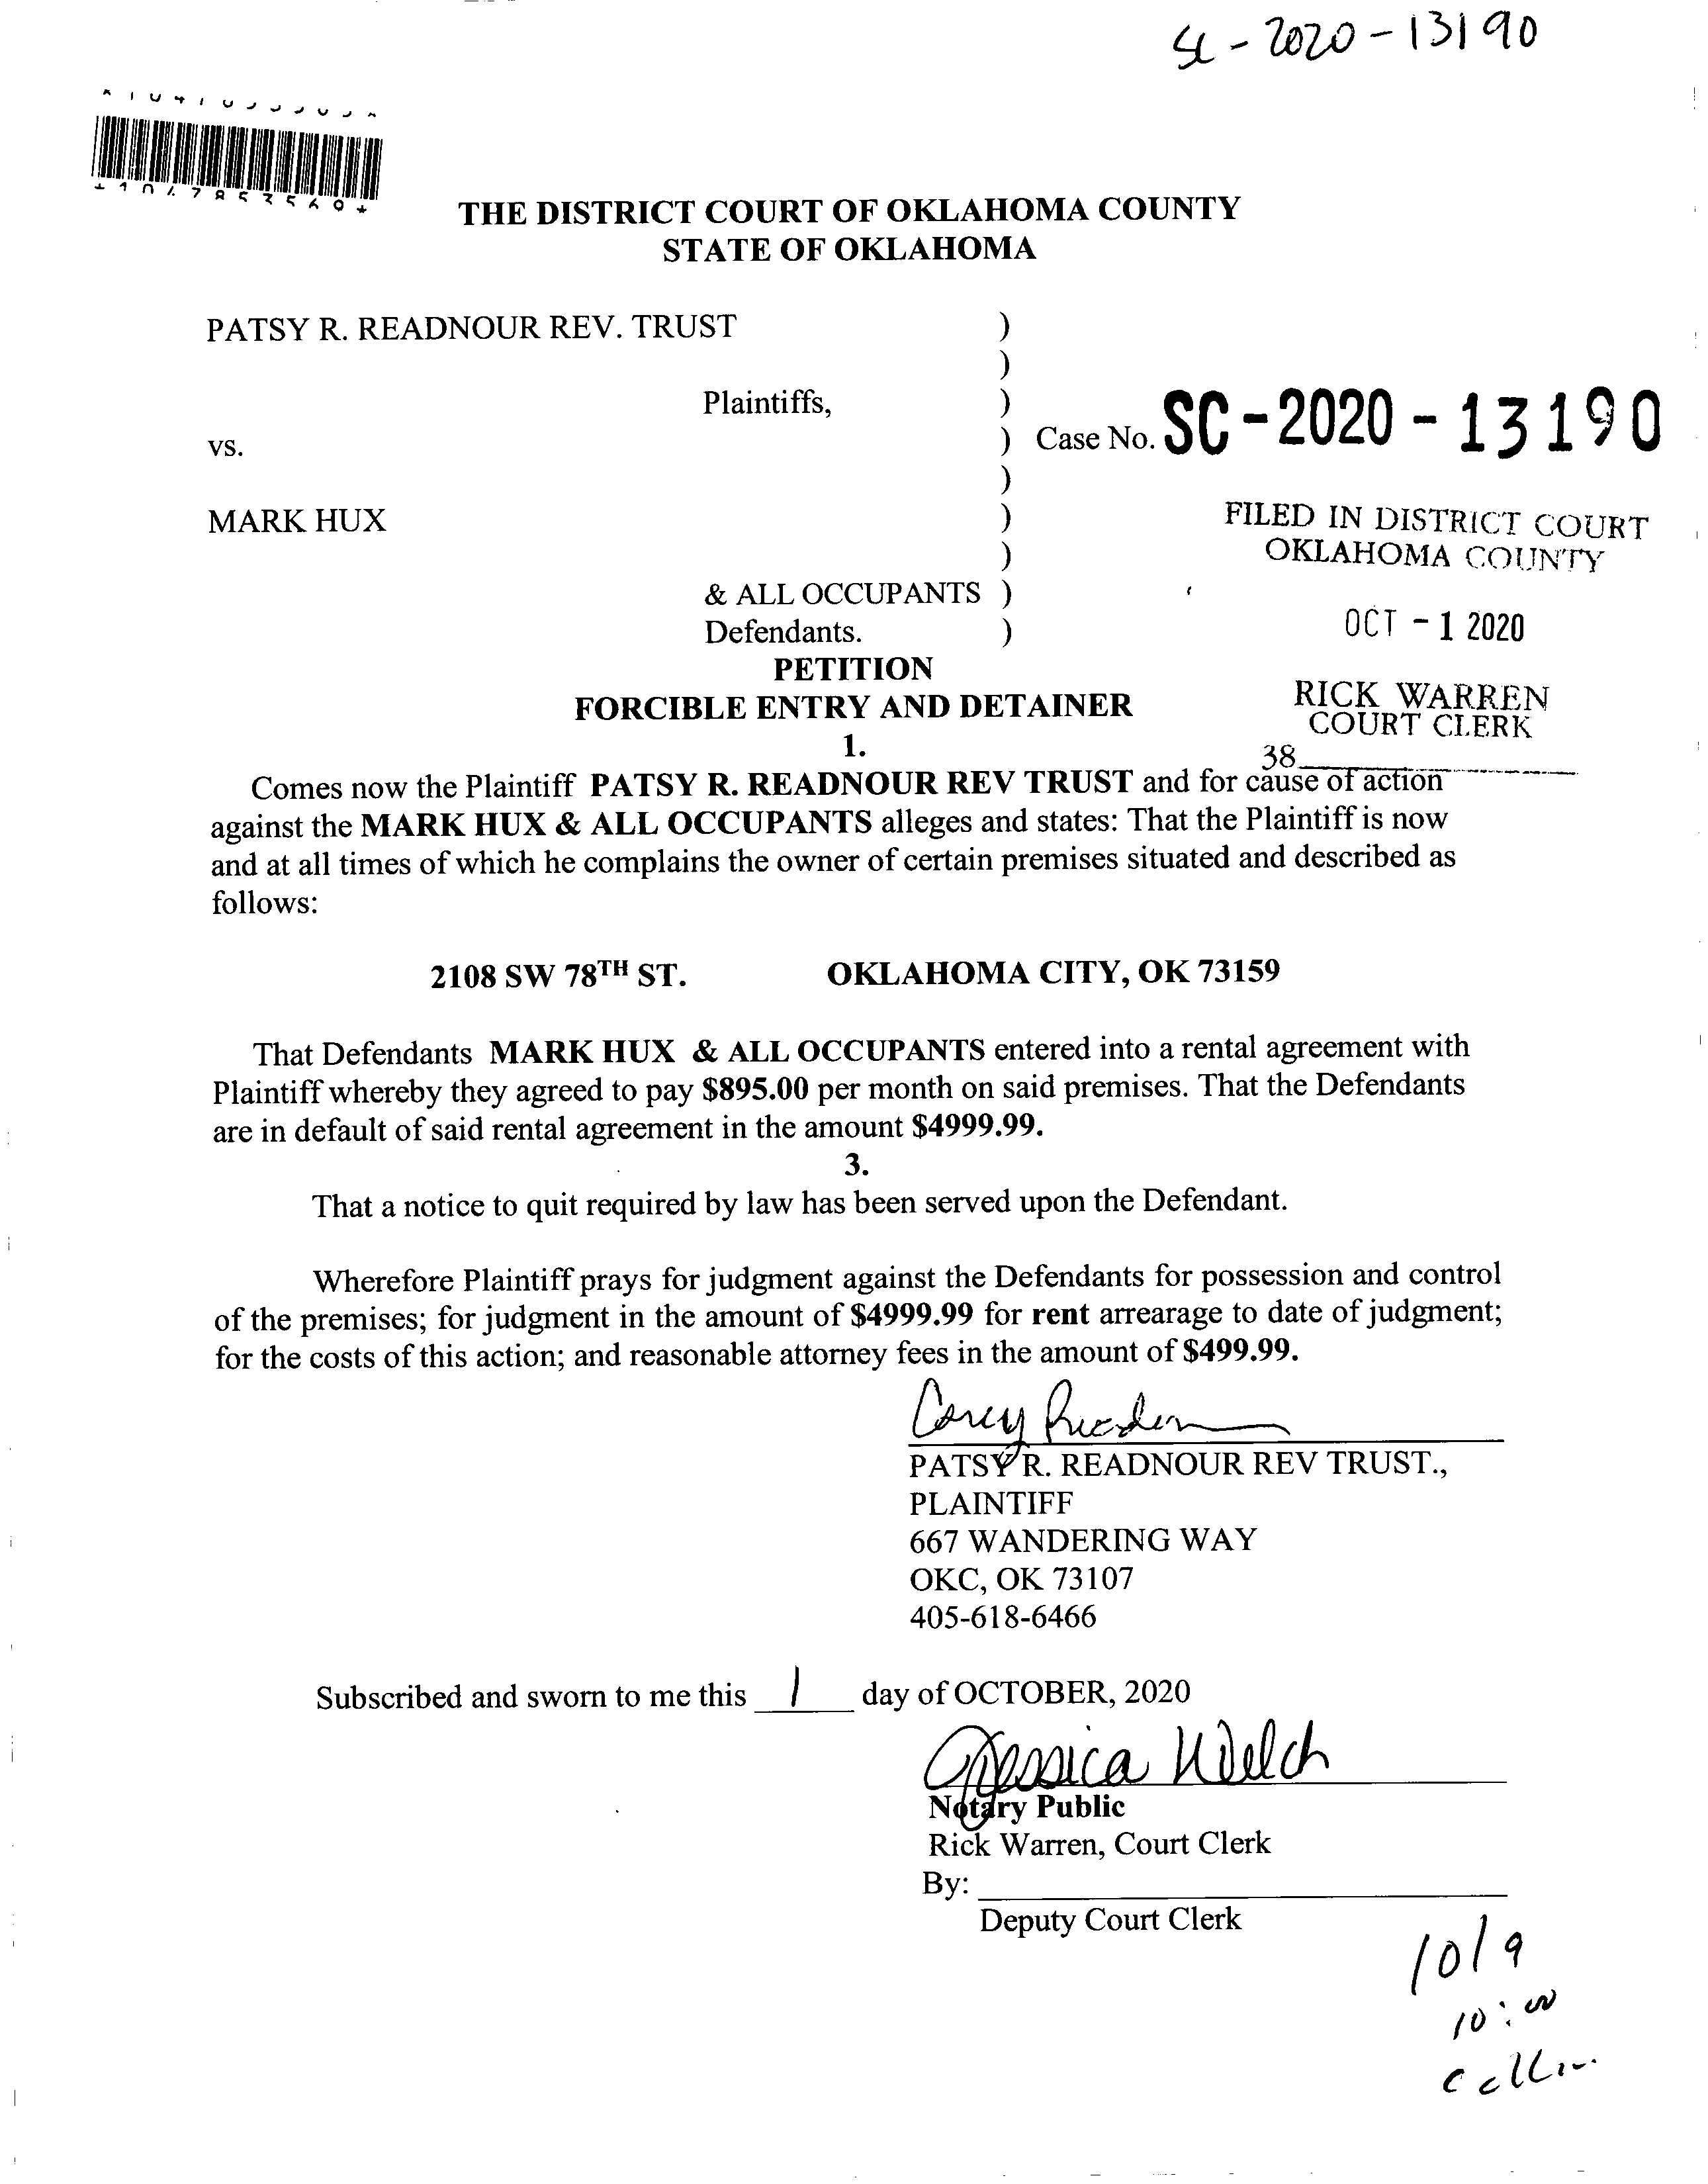 SC-2020-13190
*1047853569*
THE DISTRICT COURT OF OKLAHOMA COUNTY
STATE OF OKLAHOMA
PATSY R. READNOUR REV. TRUST )
)
Plaintiffs, )
vs. ) Case No. SC-2020-13190
)
MARK HUX ) FILED IN DISTRICT COURT
) OKLAHOMA COUNTY
& ALL OCCUPANTS )
Defendants. ) OCT - 1 2020
PETITION
FORCIBLE ENTRY AND DETAINER RICK WARREN
COURT CLERK
1.
38
Comes now the Plaintiff PATSY R. READNOUR REV TRUST and for cause of action
against the MARK HUX & ALL OCCUPANTS alleges and states: That the Plaintiff is now
and at all times of which he complains the owner of certain premises situated and described as
follows:
2108 SW 78TH ST. OKLAHOMA CITY, OK 73159
That Defendants MARK HUX & ALL OCCUPANTS entered into a rental agreement with
Plaintiff whereby they agreed to pay $895.00 per month on said premises. That the Defendants
are in default of said rental agreement in the amount $4999.99.
3.
That a notice to quit required by law has been served upon the Defendant.
Wherefore Plaintiff prays for judgment against the Defendants for possession and control
of the premises; for judgment in the amount of $4999.99 for rent arrearage to date of judgment;
for the costs of this action; and reasonable attorney fees in the amount of $499.99.
Corey
PATSY R. READNOUR REV TRUST.,
PLAINTIFF
667 WANDERING WAY
OKC, OK 73107
405-618-6466
Subscribed and sworn to me this 1 day of OCTOBER, 2020
Jessica Welch
Notary Public
Rick Warren, Court Clerk
By:
Deputy Court Clerk
10/9
10:00